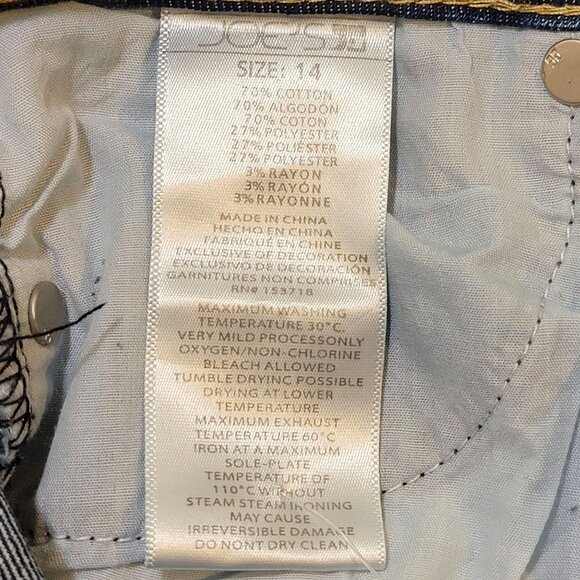 JOE'S
SIZE: 14
70% COTTON
70% ALGODÓN
70% COTON
27% POLYESTER
27% POLIÉSTER
27% POLYESTER
3% RAYON
3% RAYÓN
3% RAYONNE
MADE IN CHINA
HECHO EN CHINA
FABRIQUÉ EN CHINE
EXCLUSIVE OF DECORATION
EXCLUSIVO DE DECORACIÓN
GARNITURES NON COMPRISES
RN# 153718
MAXIMUM WASHING
TEMPERATURE 30°C.
VERY MILD PROCESSONLY
OXYGEN/NON-CHLORINE
BLEACH ALLOWED
TUMBLE DRYING POSSIBLE
DRYING AT LOWER
TEMPERATURE
MAXIMUM EXHAUST
TEMPERATURE 60°C
IRON AT A MAXIMUM
SOLE-PLATE
TEMPERATURE OF
110°C WITHOUT
STEAM STEAM IRONING
MAY CAUSE
IRREVERSIBLE DAMAGE
DO NONT DRY CLEAN